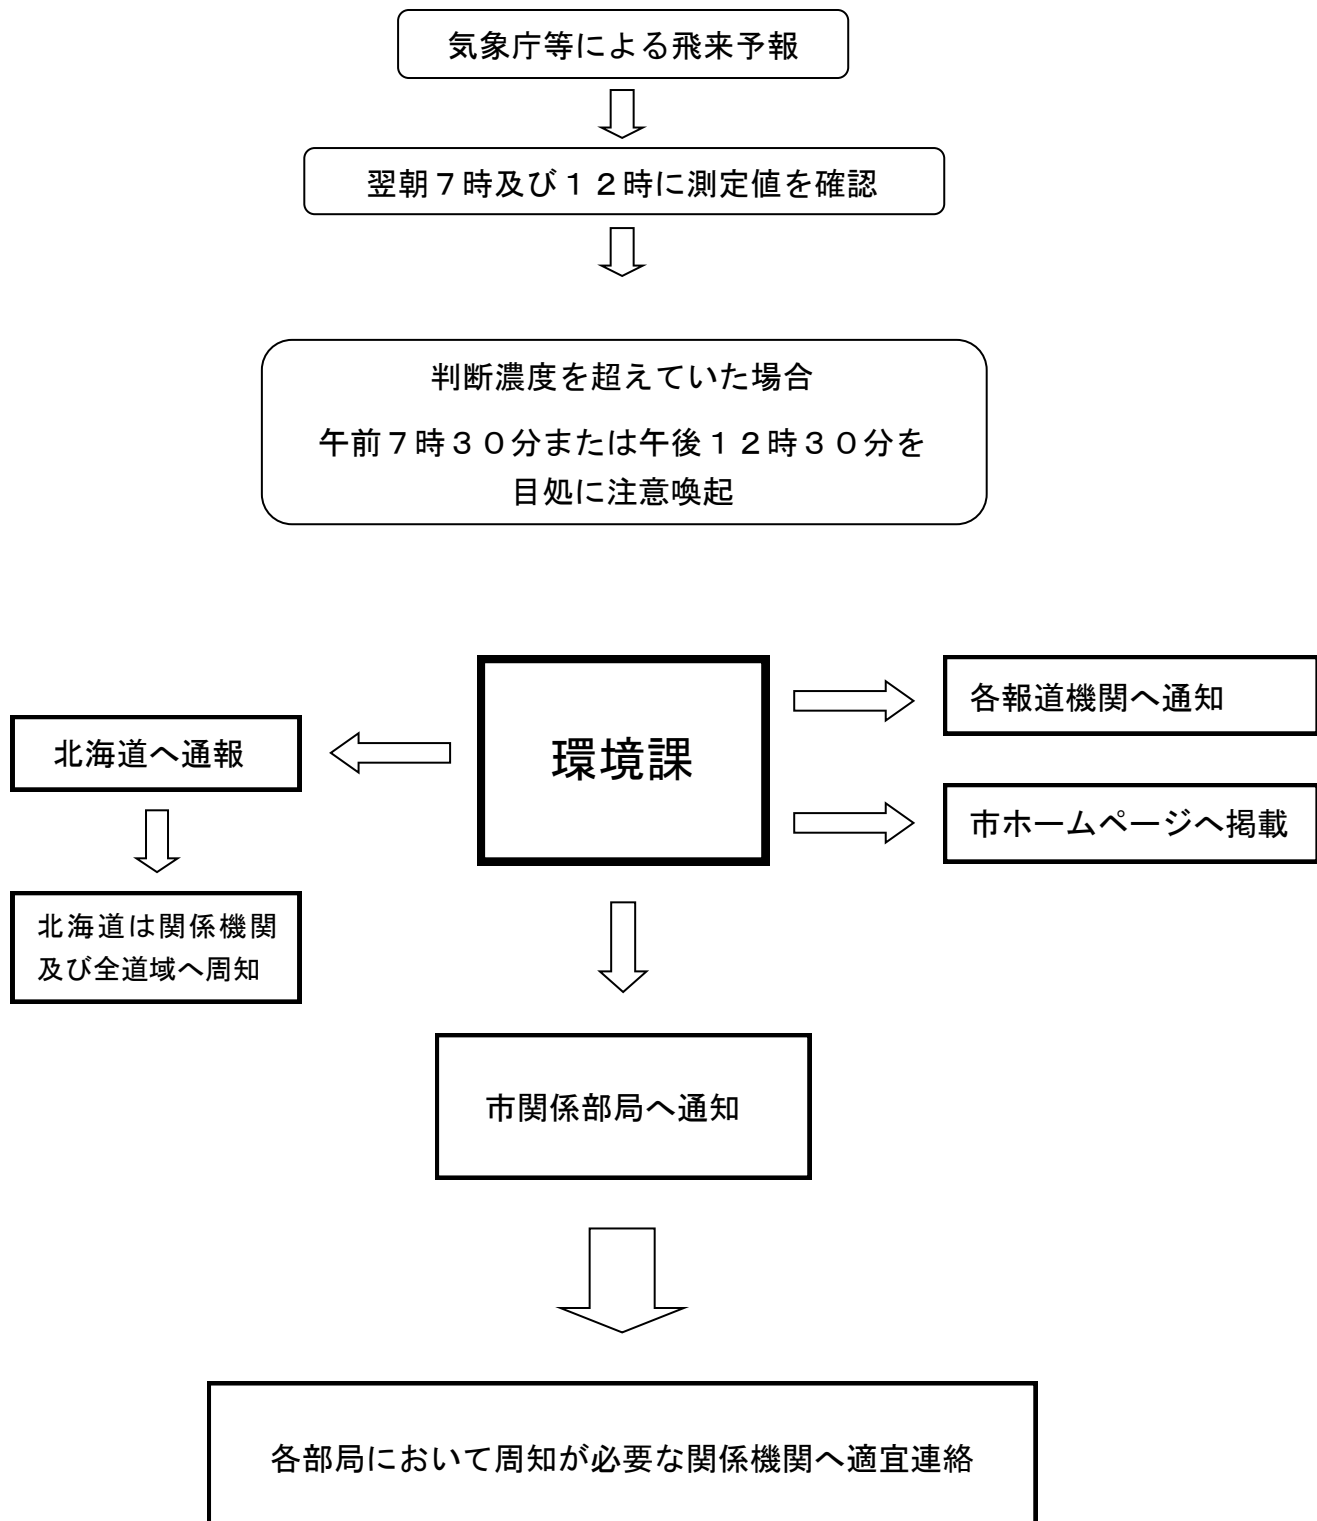 気象庁等による飛来予報
翌朝７時及び１２時に測定値を確認
判断濃度を超えていた場合
午前７時３０分または午後１２時３０分を
目処に注意喚起
環境課
各報道機関へ通知
北海道へ通報
市ホームページへ掲載
北海道は関係機関
及び全道域へ周知
市関係部局へ通知
各部局において周知が必要な関係機関へ適宜連絡